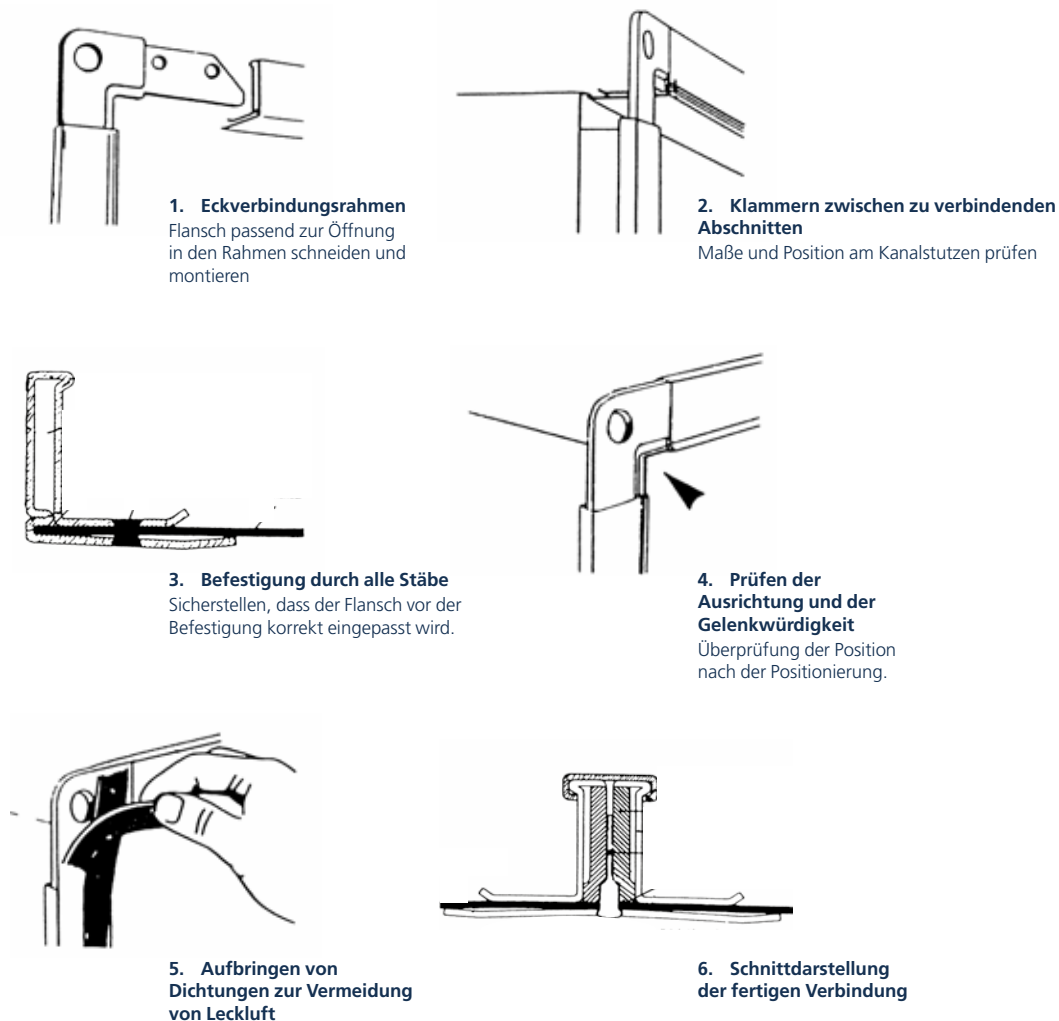 1. Eckverbindungsrahmen
Flansch passend zur Öffnung
in den Rahmen schneiden und
montieren
2. Klammern zwischen zu verbindenden
Abschnitten
Maße und Position am Kanalstutzen prüfen
3. Befestigung durch alle Stäbe
Sicherstellen, dass der Flansch vor der
Befestigung korrekt eingepasst wird.
4. Prüfen der
Ausrichtung und der
Gelenkwürdigkeit
Überprüfung der Position
nach der Positionierung.
5. Aufbringen von
Dichtungen zur Vermeidung
von Leckluft
6. Schnittdarstellung
der fertigen Verbindung